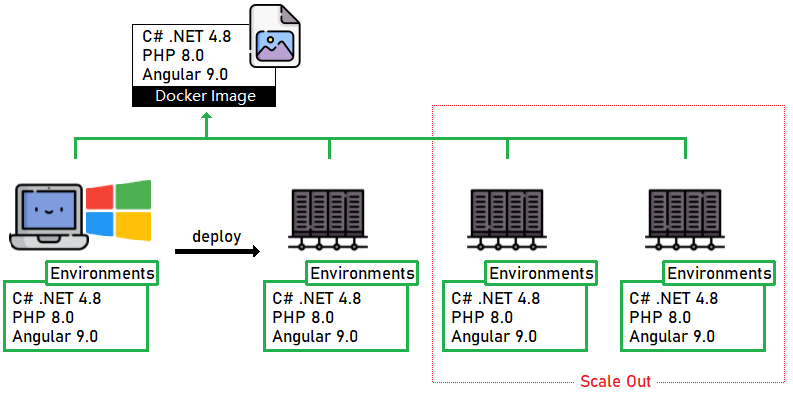 C# .NET 4.8
PHP 8.0
Angular 9.0
Docker Image
deploy
Environments
C# .NET 4.8
PHP 8.0
Angular 9.0
Environments
C# .NET 4.8
PHP 8.0
Angular 9.0
Environments
C# .NET 4.8
PHP 8.0
Angular 9.0
Environments
C# .NET 4.8
PHP 8.0
Angular 9.0
Scale Out